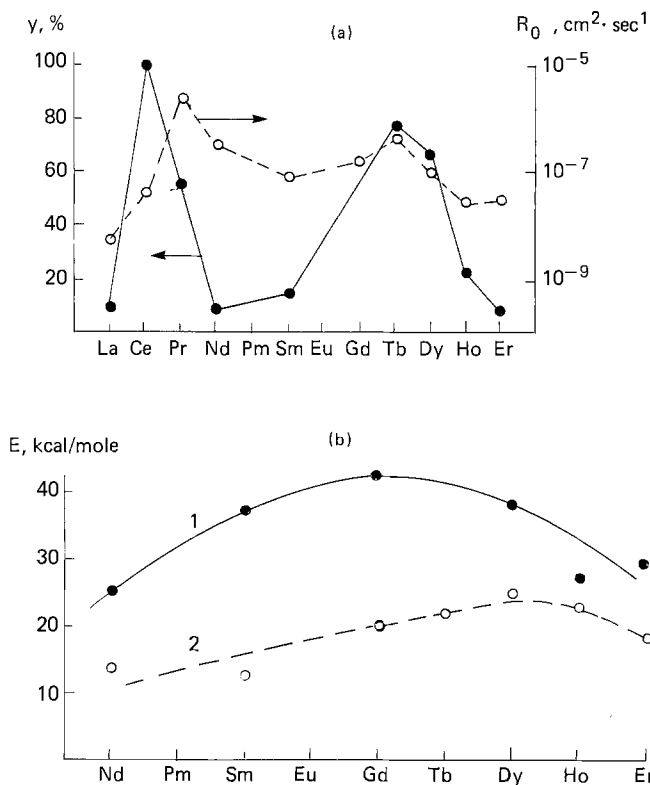 y, % (a) R₀ , cm²· sec¹
100 10⁻⁵
80
60 10⁻⁷
40
20 10⁻⁹
La Ce Pr Nd Pm Sm Eu Gd Tb Dy Ho Er
E, kcal/mole (b)
40
1
30
20
2
10
Nd Pm Sm Eu Gd Tb Dy Ho Er